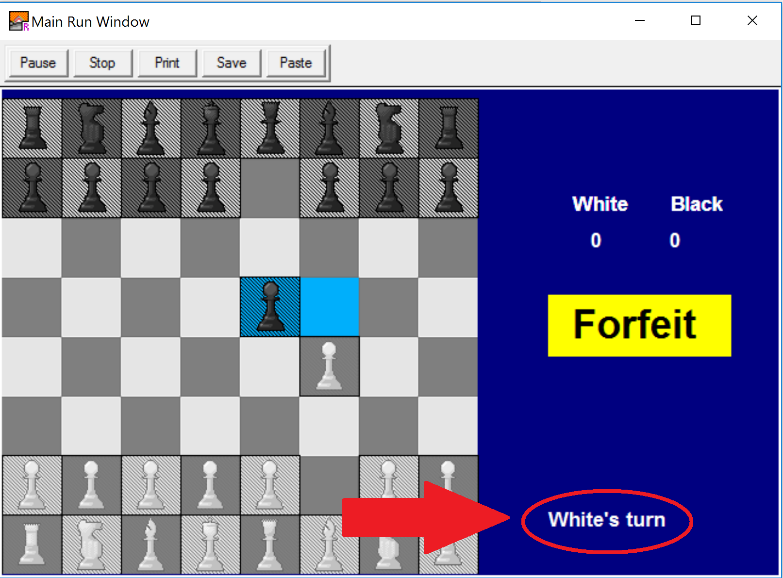 Main Run Window
Pause Stop Print Save Paste
White Black
0 0
Forfeit
White's turn